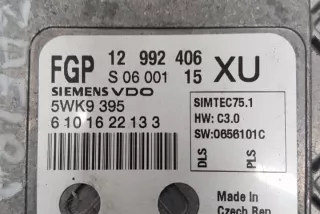 FGP 12 992 406 XU
S 06 001 15
SIEMENS VDO
5WK9 395
6 10 16 22 13 3
SIMTEC75.1
HW: C3.0
SW:0656101C
DLS
PLS
Made in
Czech Rep